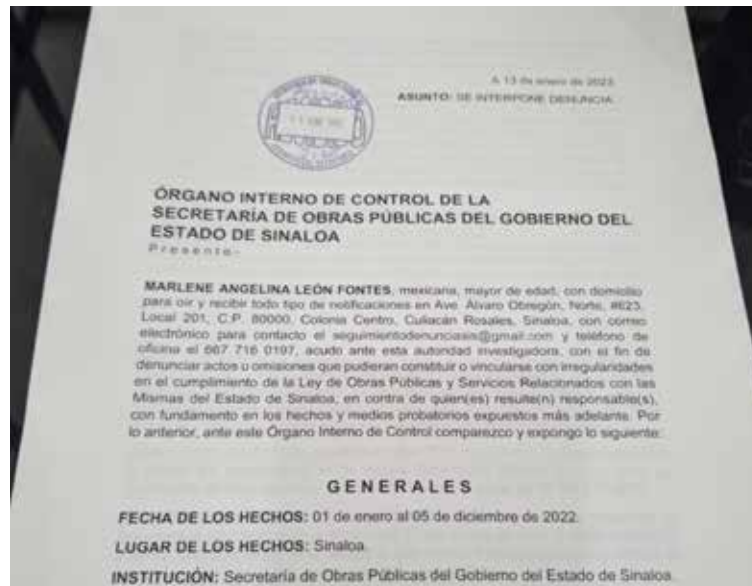 A 13 de enero de 2023.
ASUNTO: SE INTERPONE DENUNCIA.
ÓRGANO INTERNO DE CONTROL DE LA
SECRETARÍA DE OBRAS PÚBLICAS DEL GOBIERNO DEL
ESTADO DE SINALOA
Presente.-
MARLENE ANGELINA LEÓN FONTES, mexicana, mayor de edad, con domicilio
para oír y recibir todo tipo de notificaciones en Ave. Álvaro Obregón, Norte, #623,
Local 201, C.P. 80000, Colonia Centro, Culiacán Rosales, Sinaloa, con correo
electrónico para contacto el seguimientodenunciasis@gmail.com y teléfono de
oficina el 667 716 0197, acudo ante esta autoridad investigadora, con el fin de
denunciar actos u omisiones que pudieran constituir o vincularse con irregularidades
en el cumplimiento de la Ley de Obras Públicas y Servicios Relacionados con las
Mismas del Estado de Sinaloa, en contra de quien(es) resulte(n) responsable(s),
con fundamento en los hechos y medios probatorios expuestos más adelante. Por
lo anterior, ante este Órgano Interno de Control comparezco y expongo lo siguiente:
GENERALES
FECHA DE LOS HECHOS: 01 de enero al 05 de diciembre de 2022.
LUGAR DE LOS HECHOS: Sinaloa.
INSTITUCIÓN: Secretaría de Obras Públicas del Gobierno del Estado de Sinaloa.